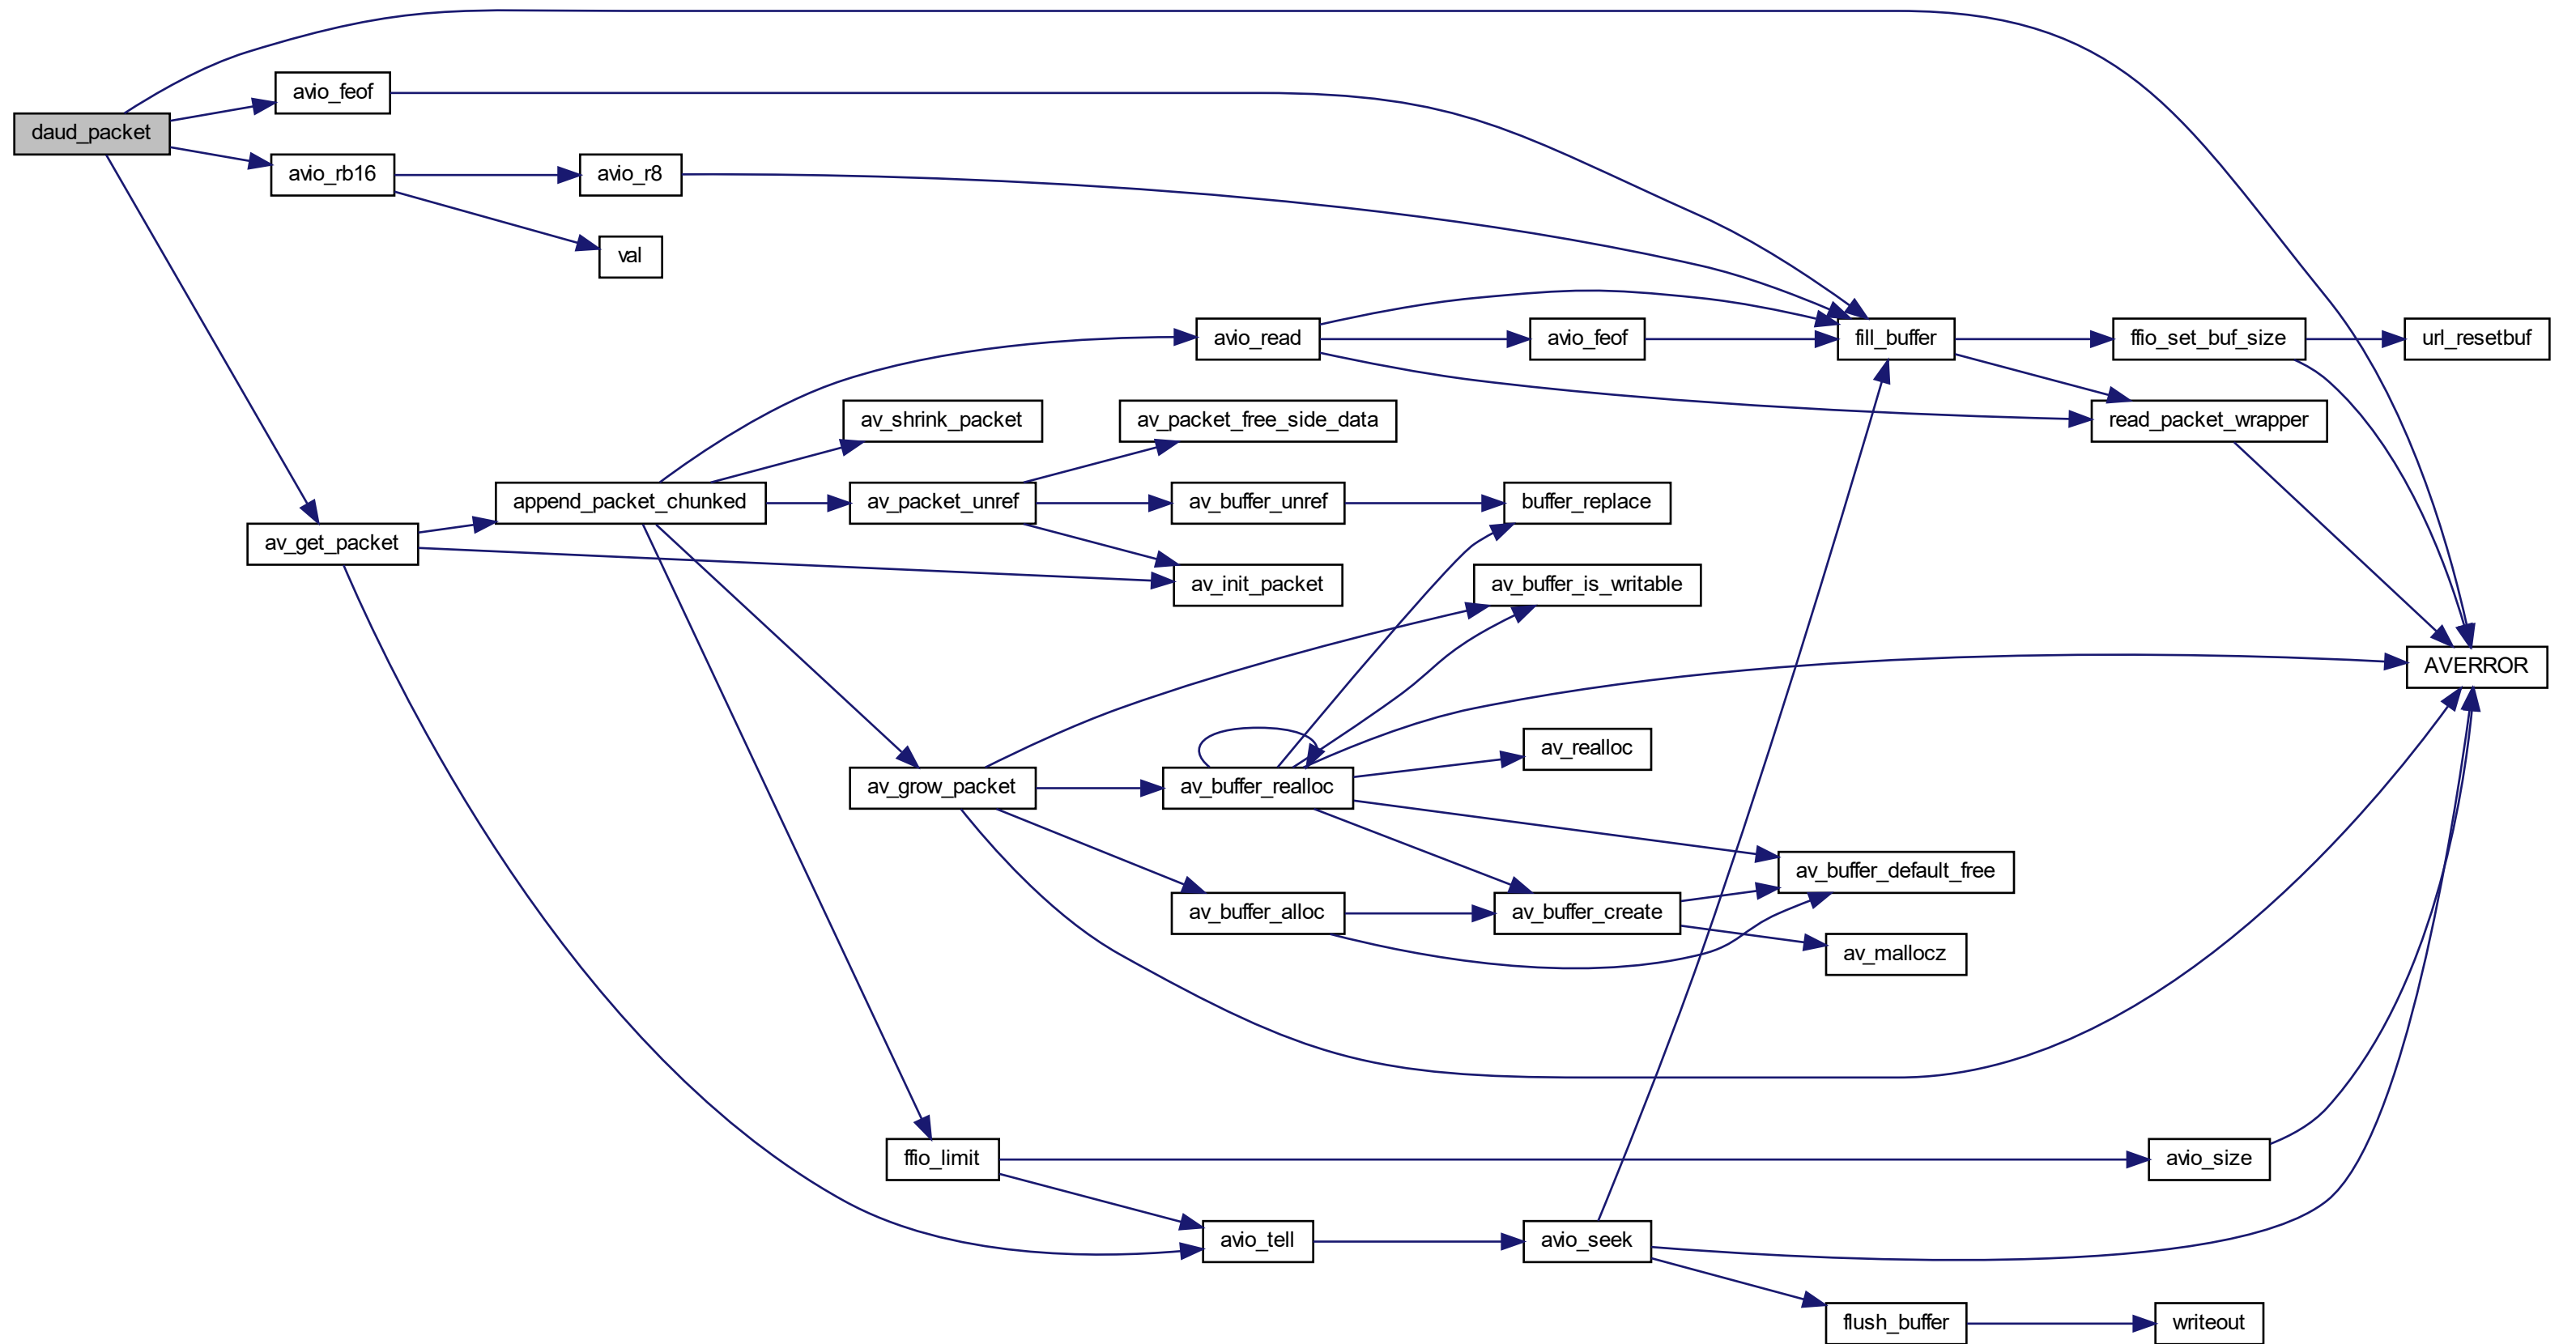 daud_packet
avio_feof
avio_rb16
avio_r8
val
av_get_packet
append_packet_chunked
avio_read
avio_feof
fill_buffer
ffio_set_buf_size
url_resetbuf
read_packet_wrapper
av_shrink_packet
av_packet_free_side_data
av_packet_unref
av_buffer_unref
buffer_replace
av_init_packet
av_buffer_is_writable
AVERROR
av_grow_packet
av_buffer_realloc
av_realloc
av_buffer_default_free
av_buffer_alloc
av_buffer_create
av_mallocz
ffio_limit
avio_size
avio_tell
avio_seek
flush_buffer
writeout